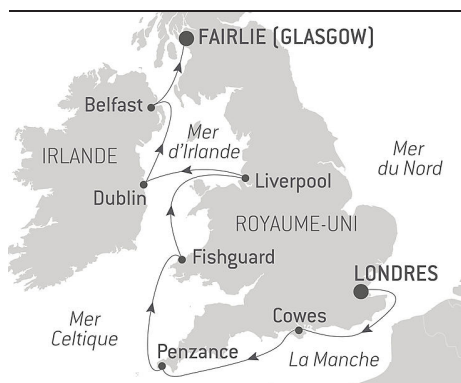 FAIRLIE (GLASGOW)
Belfast
Mer
d'Irlande
IRLANDE
Mer
du Nord
Dublin
Liverpool
ROYAUME-UNI
Fishguard
LONDRES
Cowes
Mer
Celtique
Penzance
La Manche